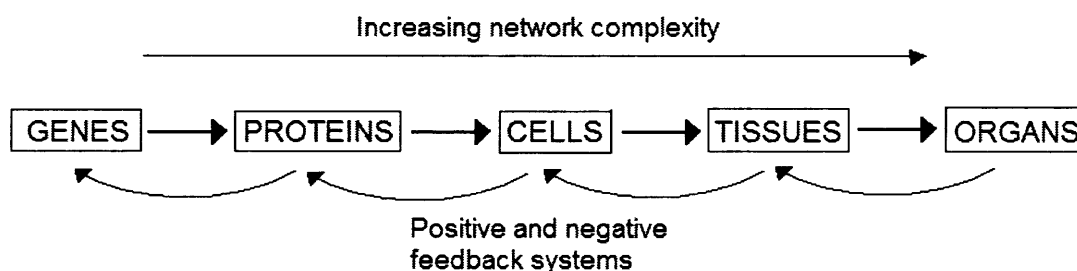 Increasing network complexity
GENES PROTEINS CELLS TISSUES ORGANS
Positive and negative
feedback systems